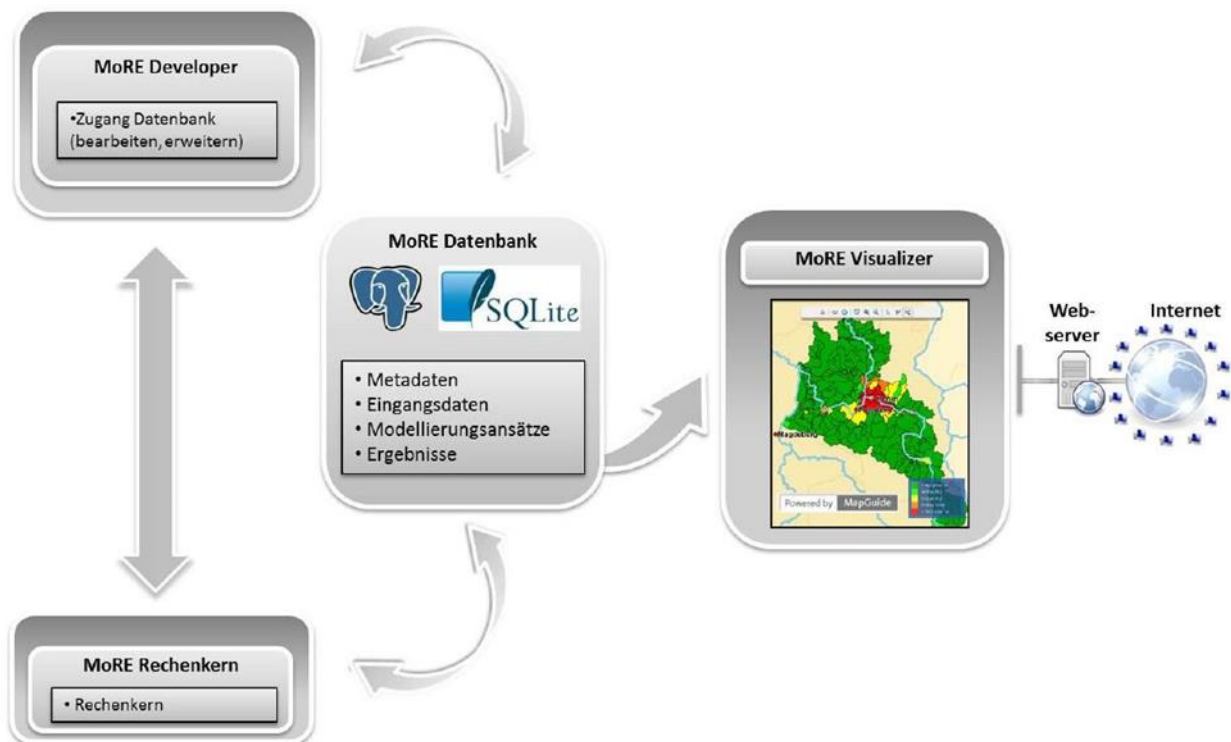 MoRE Developer
•Zugang Datenbank
(bearbeiten, erweitern)
MoRE Datenbank
SQLite
• Metadaten
• Eingangsdaten
• Modellierungsansätze
• Ergebnisse
MoRE Visualizer
Magdeburg
Powered by MapGuide
Web-
server
Internet
MoRE Rechenkern
• Rechenkern